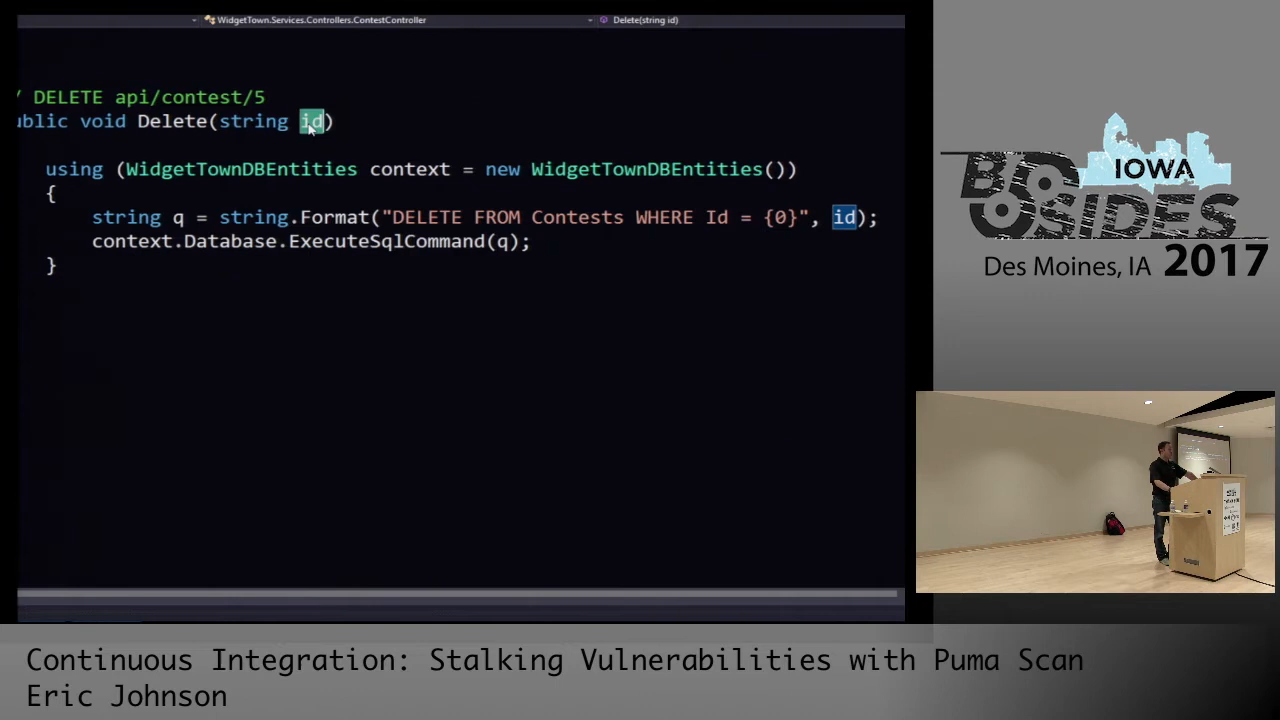 WidgetTown.Services.Controllers.ContestController
Delete(string id)
/ DELETE api/contest/5
ublic void Delete(string id)
using (WidgetTownDBEntities context = new WidgetTownDBEntities())
{
string q = string.Format("DELETE FROM Contests WHERE Id = {0}", id);
context.Database.ExecuteSqlCommand(q);
}
IOWA
BSIDES
Des Moines, IA 2017
Continuous Integration: Stalking Vulnerabilities with Puma Scan
Eric Johnson